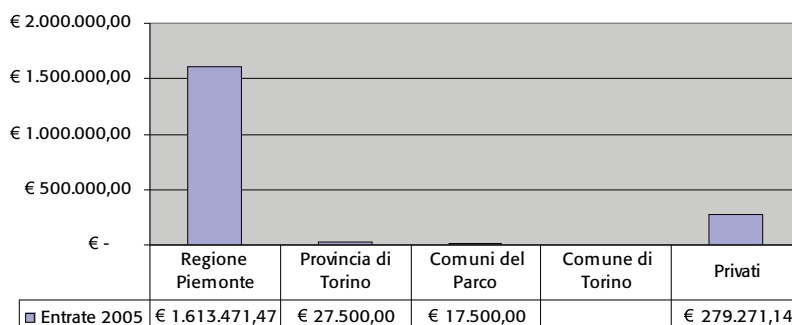 € 2.000.000,00
€ 1.500.000,00
€ 1.000.000,00
€ 500.000,00
€ -
Regione Piemonte
Provincia di Torino
Comuni del Parco
Comune di Torino
Privati
Entrate 2005 € 1.613.471,47 € 27.500,00 € 17.500,00 € 279.271,14